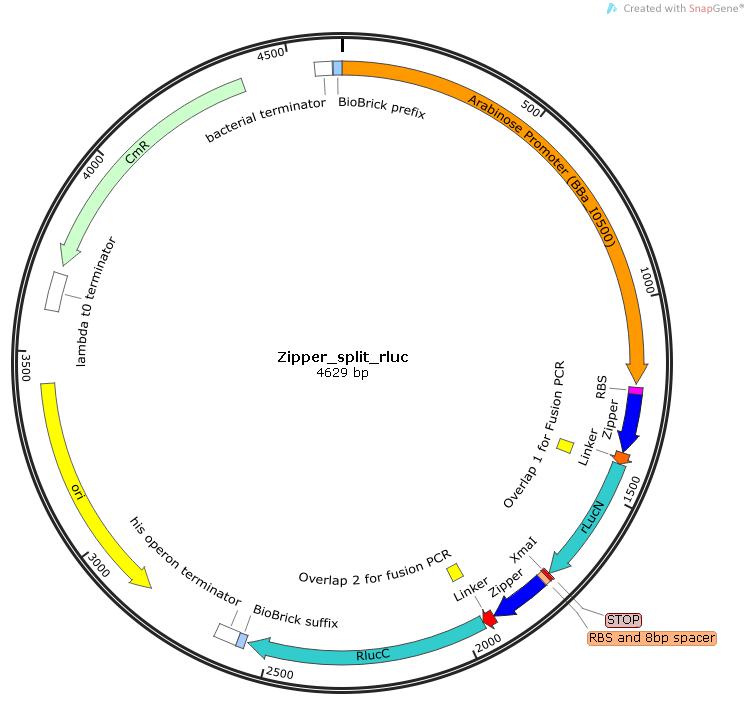 Created with SnapGene®
4500
bacterial terminator
BioBrick prefix
500
Arabinose Promoter (BBa_I0500)
CmR
4000
1000
lambda t0 terminator
Zipper_split_rluc
4629 bp
3500
RBS
Zipper
Linker
Overlap 1 for Fusion PCR
1500
rLucN
ori
XmaI
STOP
RBS and 8bp spacer
3000
his operon terminator
Overlap 2 for fusion PCR
Zipper
Linker
BioBrick suffix
2000
RlucC
2500